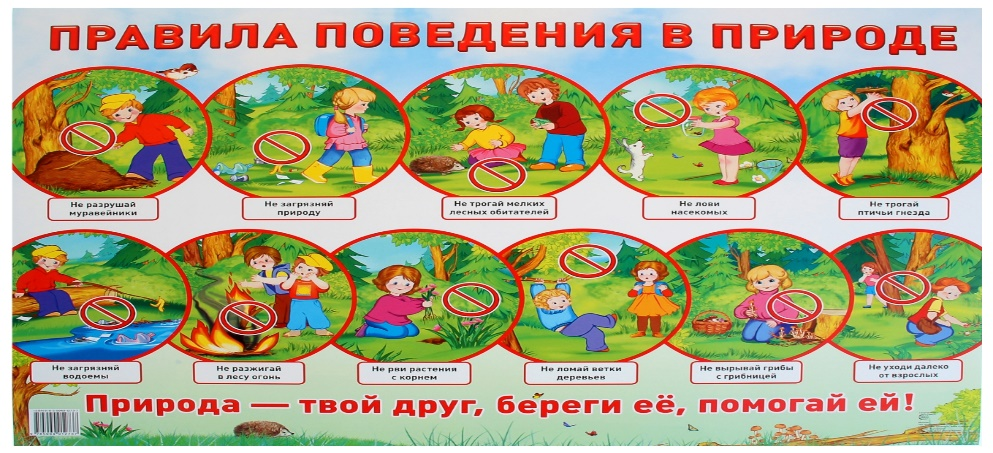 ПРАВИЛА ПОВЕДЕНИЯ В ПРИРОДЕ
Не разрушай
муравейники
Не загрязняй
природу
Не трогай мелких
лесных обитателей
Не лови
насекомых
Не трогай
птичьи гнезда
Не загрязняй
водоемы
Не разжигай
в лесу огонь
Не рви растения
с корнем
Не ломай ветки
деревьев
Не вырывай грибы
с грибницей
Не уходи далеко
от взрослых
Природа — твой друг, береги её, помогай ей!